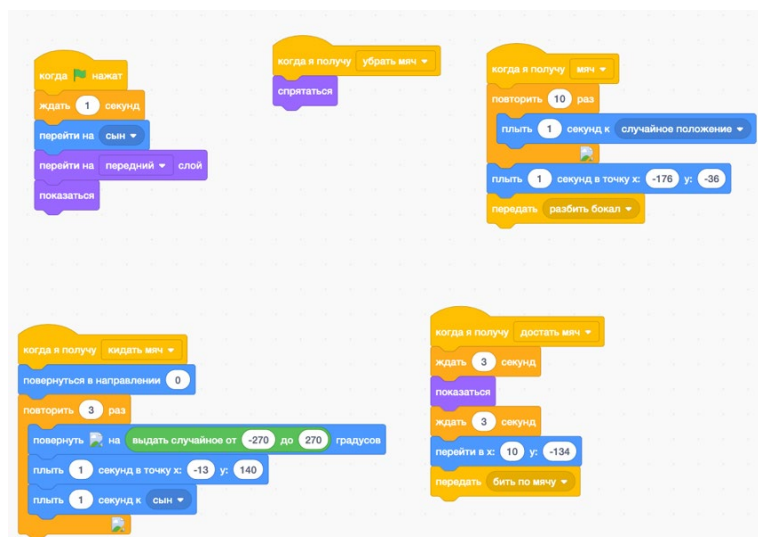 когда нажат
ждать 1 секунд
перейти на сын
перейти на передний слой
показаться
когда я получу убрать мяч
спрятаться
когда я получу мяч
повторить 10 раз
плыть 1 секунд к случайное положение
плыть 1 секунд в точку x: -176 y: -36
передать разбить бокал
когда я получу кидать мяч
повернуться в направлении 0
повторить 3 раз
повернуть на выдать случайное от -270 до 270 градусов
плыть 1 секунд в точку x: -13 y: 140
плыть 1 секунд к сын
когда я получу достать мяч
ждать 3 секунд
показаться
ждать 3 секунд
перейти в x: 10 y: -134
передать бить по мячу